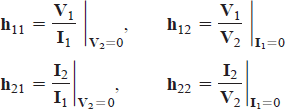 h₁₁ = V₁/I₁ |V₂=0, h₁₂ = V₁/V₂ |I₁=0
h₂₁ = I₂/I₁ |V₂=0, h₂₂ = I₂/V₂ |I₁=0